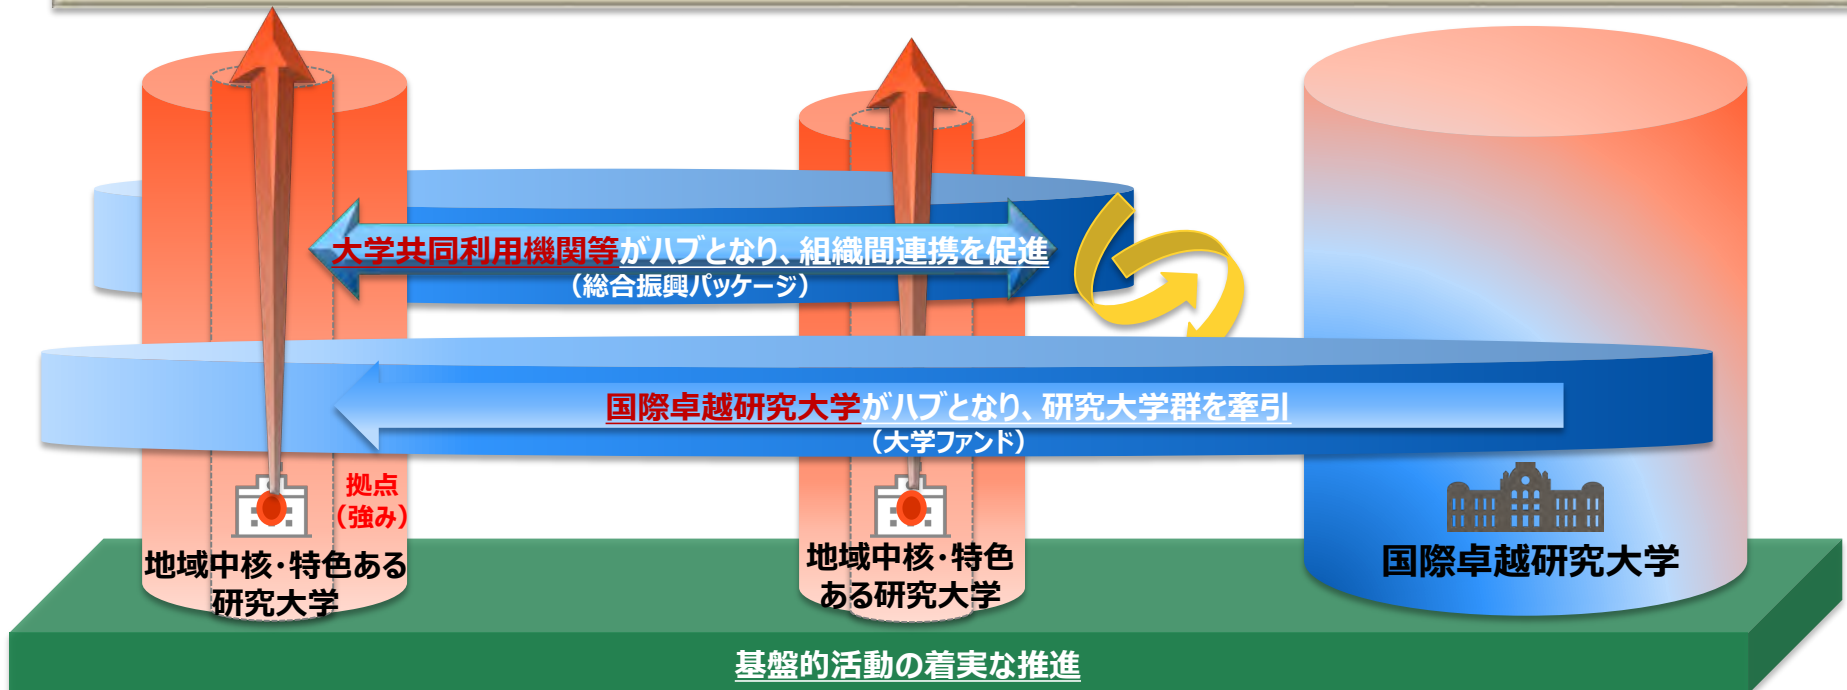 大学共同利用機関等がハブとなり、組織間連携を促進
（総合振興パッケージ）
国際卓越研究大学がハブとなり、研究大学群を牽引
（大学ファンド）
拠点
（強み）
地域中核・特色ある
研究大学
地域中核・特色
ある研究大学
国際卓越研究大学
基盤的活動の着実な推進